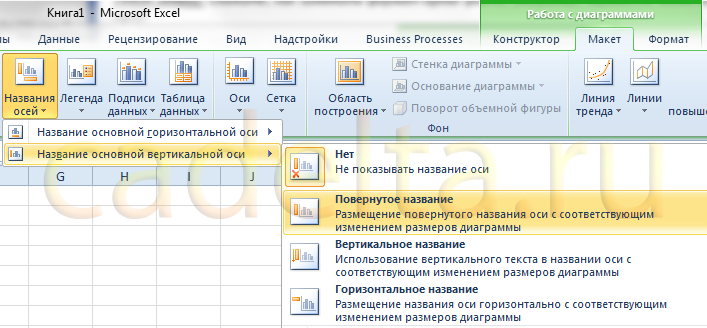 Книга1 - Microsoft Excel
Работа с диаграммами
Данные Рецензирование Вид Надстройки Business Processes Конструктор Макет Формат
Названия осей
Легенда
Подписи данных
Таблица данных
Оси
Сетка
Область построения
Стенка диаграммы
Основание диаграммы
Поворот объемной фигуры
Фон
Линия тренда
Линии
повыше
Название основной горизонтальной оси
Название основной вертикальной оси
G H I J
Нет
Не показывать название оси
Повернутое название
Размещение повернутого названия оси с соответствующим
изменением размеров диаграммы
Вертикальное название
Использование вертикального текста в названии оси с
соответствующим изменением размеров диаграммы
Горизонтальное название
Размещение названия оси горизонтально с соответствующим
изменением размеров диаграммы
cadelta.ru